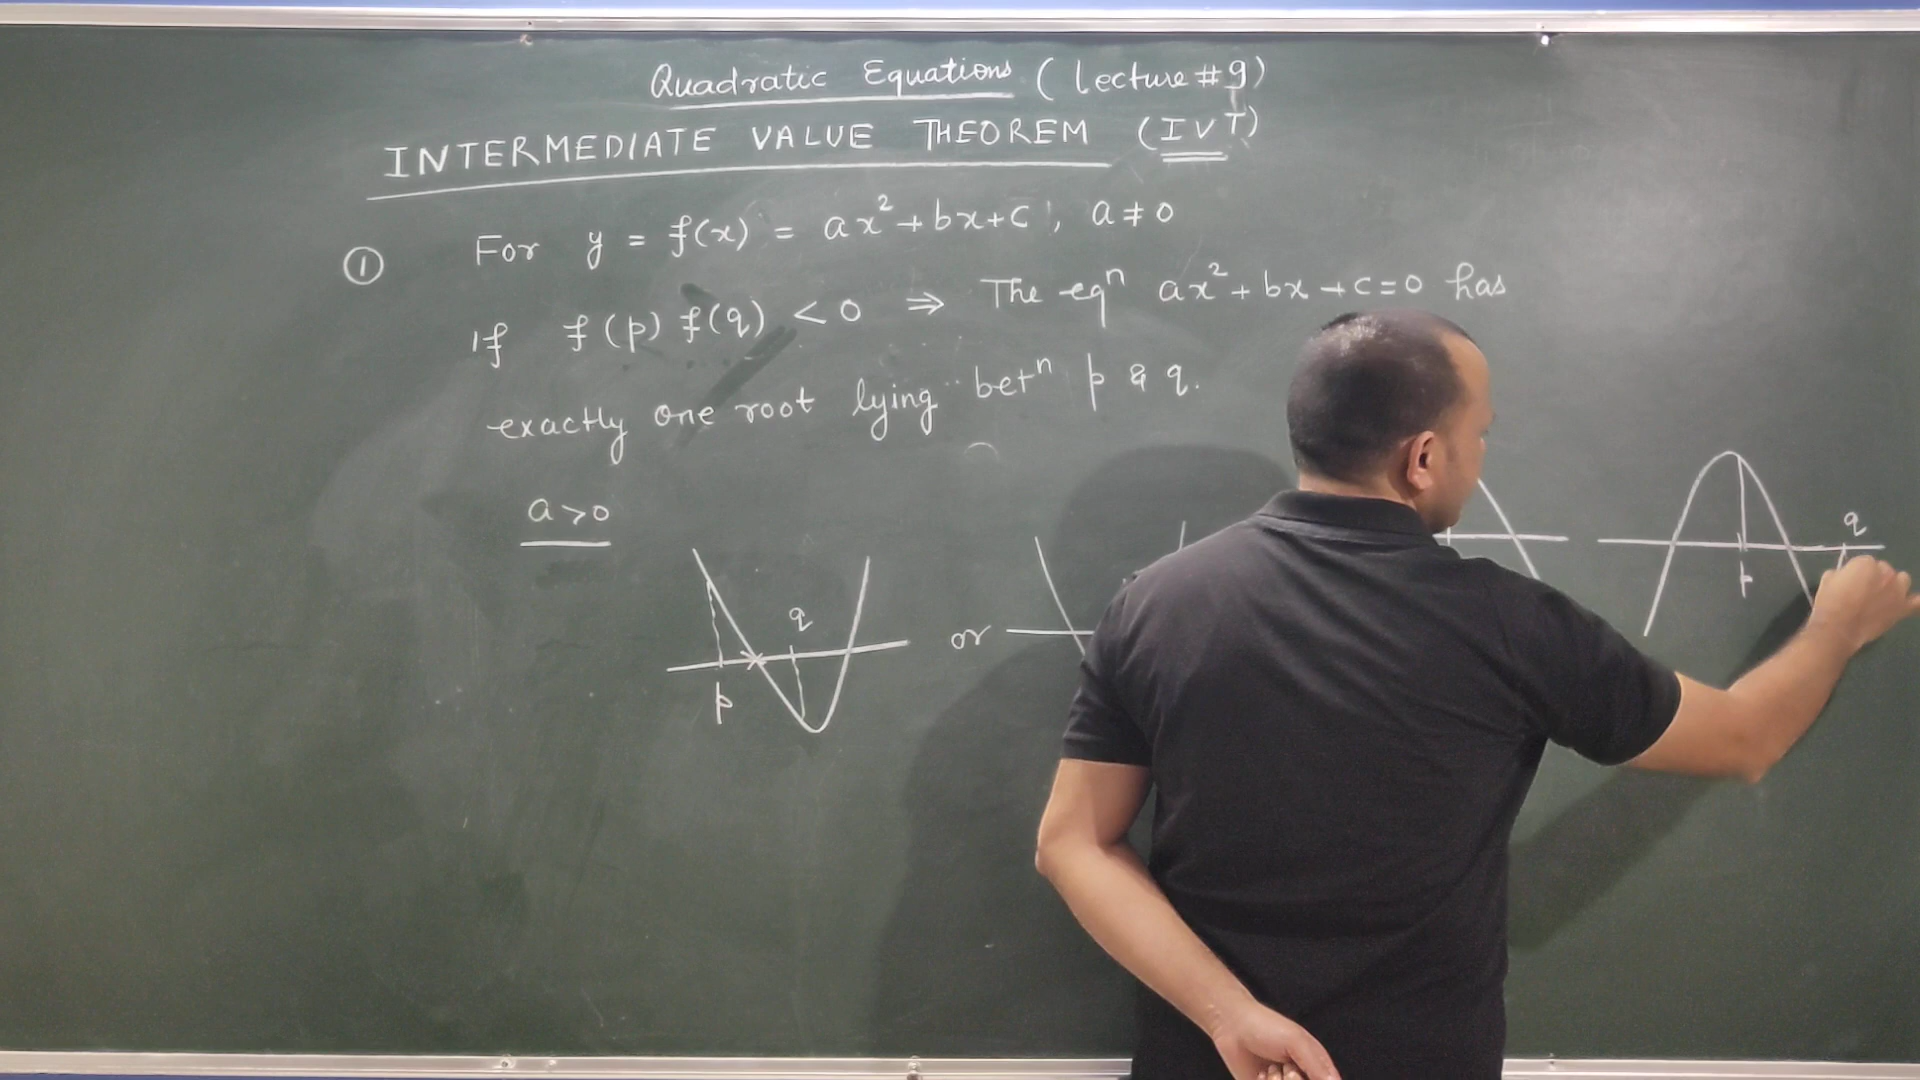 Quadratic Equations (Lecture #9)
INTERMEDIATE VALUE THEOREM (IVT)
① For y = f(x) = ax² + bx + c, a ≠ 0
If f(p) f(q) < 0 ⇒ The eqⁿ ax² + bx + c = 0 has
exactly one root lying betⁿ p & q.
a > 0
q
p
or
q
p